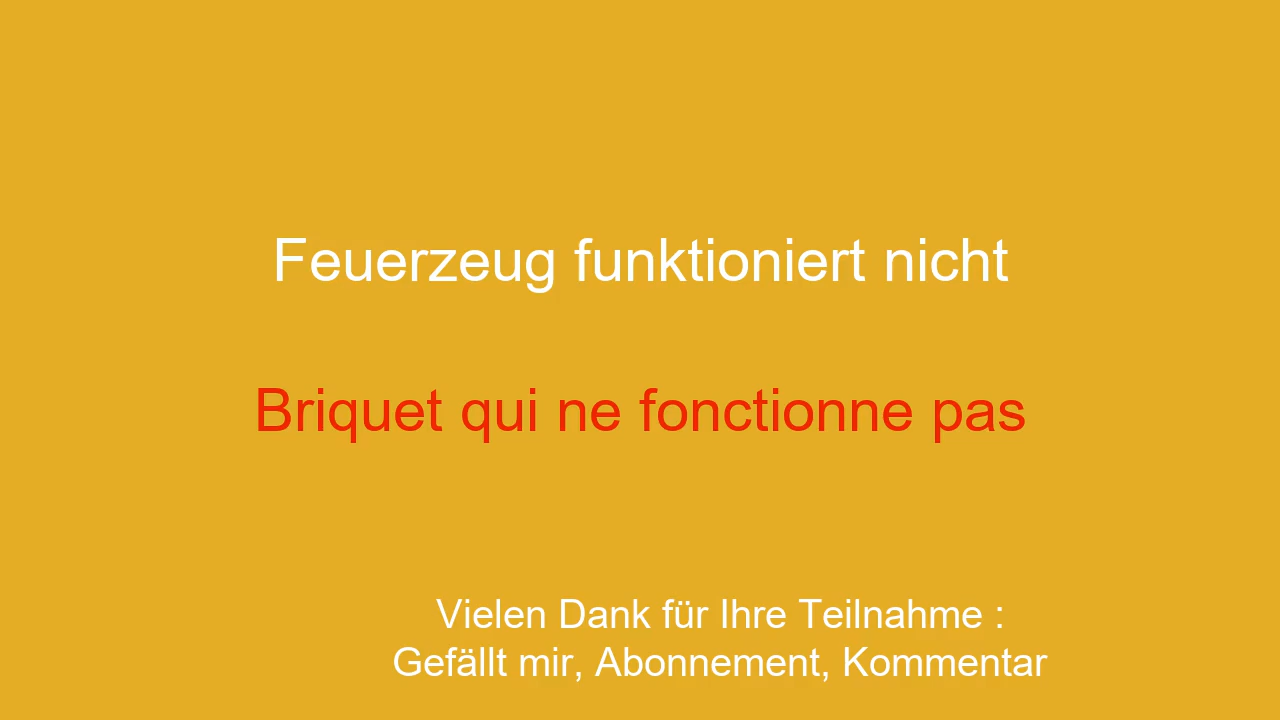 Feuerzeug funktioniert nicht
Briquet qui ne fonctionne pas
Vielen Dank für Ihre Teilnahme :
Gefällt mir, Abonnement, Kommentar